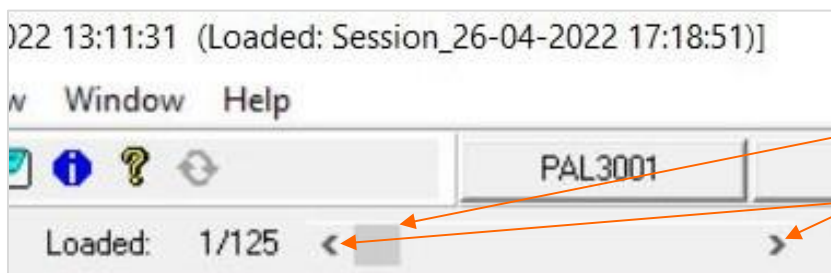 022 13:11:31 (Loaded: Session_26-04-2022 17:18:51)]
Window Help
PAL3001
Loaded: 1/125 < >